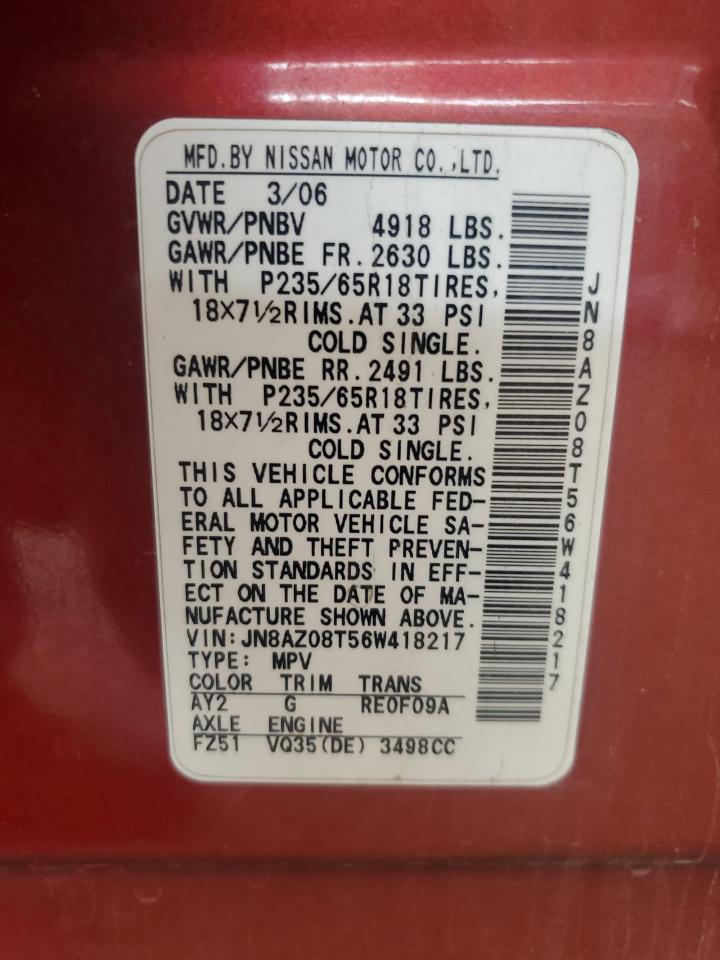 MFD.BY NISSAN MOTOR CO.,LTD.
DATE 3/06
GVWR/PNBV 4918 LBS.
GAWR/PNBE FR.2630 LBS.
WITH P235/65R18TIRES,
18×7½RIMS.AT 33 PSI
COLD SINGLE.
GAWR/PNBE RR.2491 LBS.
WITH P235/65R18TIRES,
18×7½RIMS.AT 33 PSI
COLD SINGLE.
THIS VEHICLE CONFORMS
TO ALL APPLICABLE FED-
ERAL MOTOR VEHICLE SA-
FETY AND THEFT PREVEN-
TION STANDARDS IN EFF-
ECT ON THE DATE OF MA-
NUFACTURE SHOWN ABOVE.
VIN:JN8AZ08T56W418217
TYPE: MPV
COLOR TRIM TRANS
AY2 G RE0F09A
AXLE ENGINE
FZ51 VQ35(DE) 3498CC
JN8AZ08T56W418217